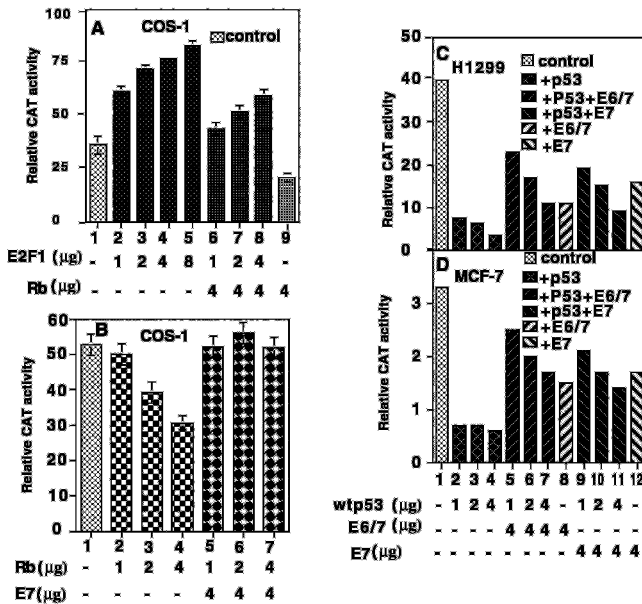 A COS-1
control
Relative CAT activity
100
75
50
25
0
1 2 3 4 5 6 7 8 9
E2F1 (µg) - 1 2 4 8 1 2 4 -
Rb (µg) - - - - - 4 4 4 4
B COS-1
Relative CAT activity
60
50
40
30
20
10
0
1 2 3 4 5 6 7
Rb (µg) - 1 2 4 1 2 4
E7 (µg) - - - - 4 4 4
C H1299
control
+p53
+P53+E6/7
+p53+E7
+E6/7
+E7
Relative CAT activity
50
40
30
20
10
0
D MCF-7
control
+p53
+P53+E6/7
+p53+E7
+E6/7
+E7
Relative CAT activity
3
2
1
0
1 2 3 4 5 6 7 8 9 10 11 12
wtp53 (µg) - 1 2 4 1 2 4 - 1 2 4 -
E6/7 (µg) - - - - 4 4 4 4 - - - -
E7(µg) - - - - - - - - 4 4 4 4